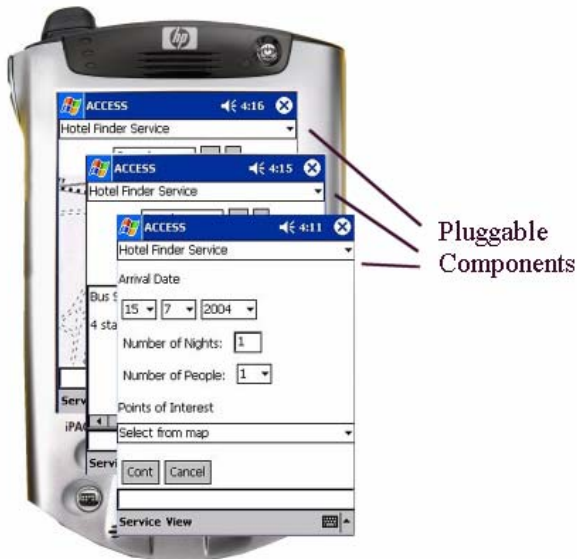 hp
ACCESS 4:16
Hotel Finder Service
ACCESS 4:15
Hotel Finder Service
ACCESS 4:11
Hotel Finder Service
Arrival Date
15 7 2004
Number of Nights: 1
Number of People: 1
Points of Interest
Select from map
Cont Cancel
Service View
Bus S
4 sta
Serv
iPAQ
Servi
Pluggable
Components